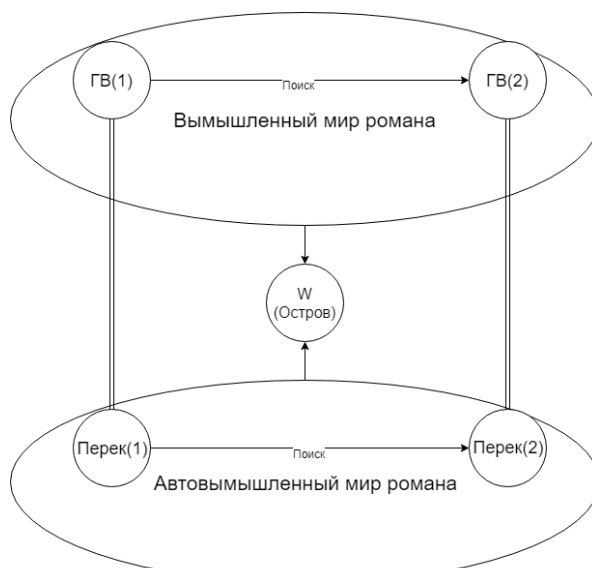 ГВ(1)
ГВ(2)
Поиск
Вымышленный мир романа
W
(Остров)
Перек(1)
Перек(2)
Поиск
Автовымышленный мир романа